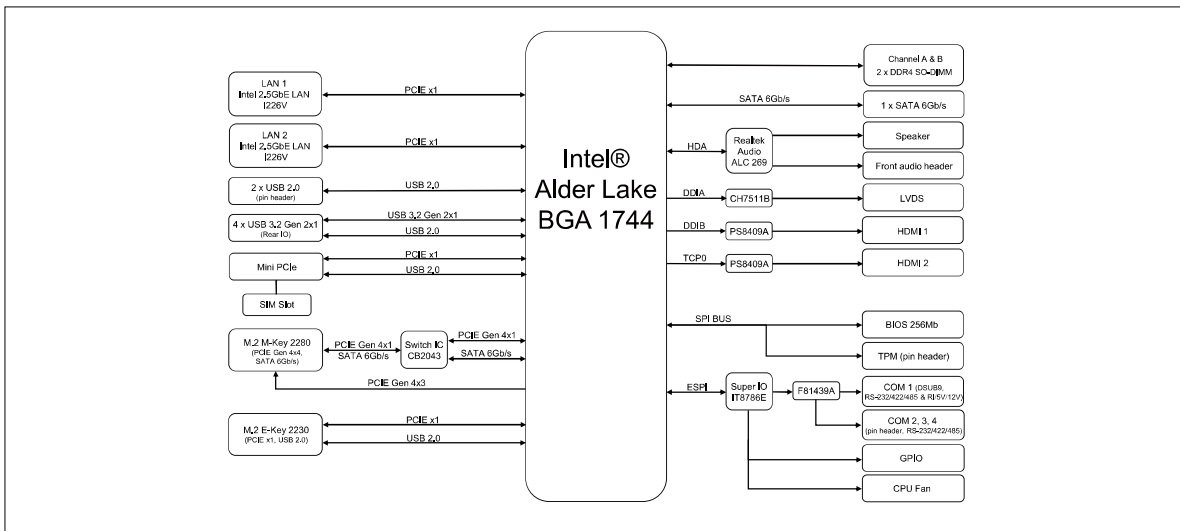 LAN 1
Intel 2.5GbE LAN
I226V
PCIE x1
LAN 2
Intel 2.5GbE LAN
I226V
PCIE x1
2 x USB 2.0
(pin header)
USB 2.0
4 x USB 3.2 Gen 2x1
(Rear IO)
USB 3.2 Gen 2x1
USB 2.0
Mini PCIe
PCIE x1
USB 2.0
SIM Slot
M.2 M-Key 2280
(PCIE Gen 4x4,
SATA 6Gb/s)
PCIE Gen 4x1
SATA 6Gb/s
Switch IC
CB2043
PCIE Gen 4x1
SATA 6Gb/s
PCIE Gen 4x3
M.2 E-Key 2230
(PCIE x1, USB 2.0)
PCIE x1
USB 2.0
Intel®
Alder Lake
BGA 1744
Channel A & B
2 x DDR4 SO-DIMM
SATA 6Gb/s
1 x SATA 6Gb/s
HDA
Realtek
Audio
ALC 269
Speaker
Front audio header
DDIA
CH7511B
LVDS
DDIB
PS8409A
HDMI 1
TCP0
PS8409A
HDMI 2
SPI BUS
BIOS 256Mb
TPM (pin header)
ESPI
Super IO
IT8786E
F81439A
COM 1 (DSUB9,
RS-232/422/485 & RI/5V/12V)
COM 2, 3, 4
(pin header, RS-232/422/485)
GPIO
CPU Fan